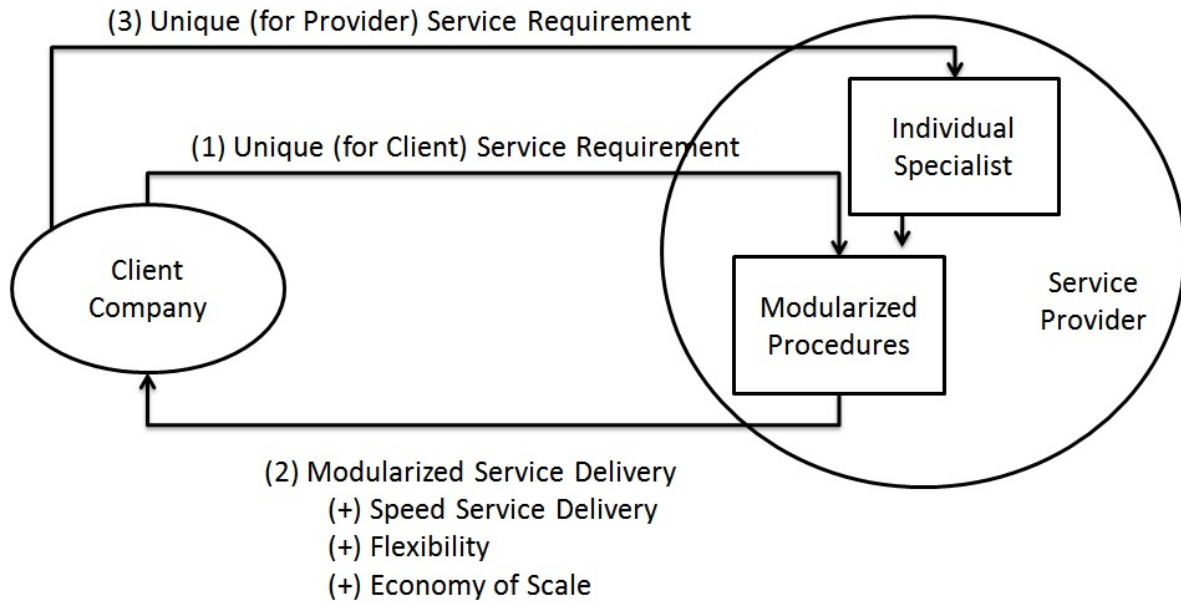 (3) Unique (for Provider) Service Requirement
Individual
Specialist
(1) Unique (for Client) Service Requirement
Client
Company
Modularized
Procedures
Service
Provider
(2) Modularized Service Delivery
(+) Speed Service Delivery
(+) Flexibility
(+) Economy of Scale